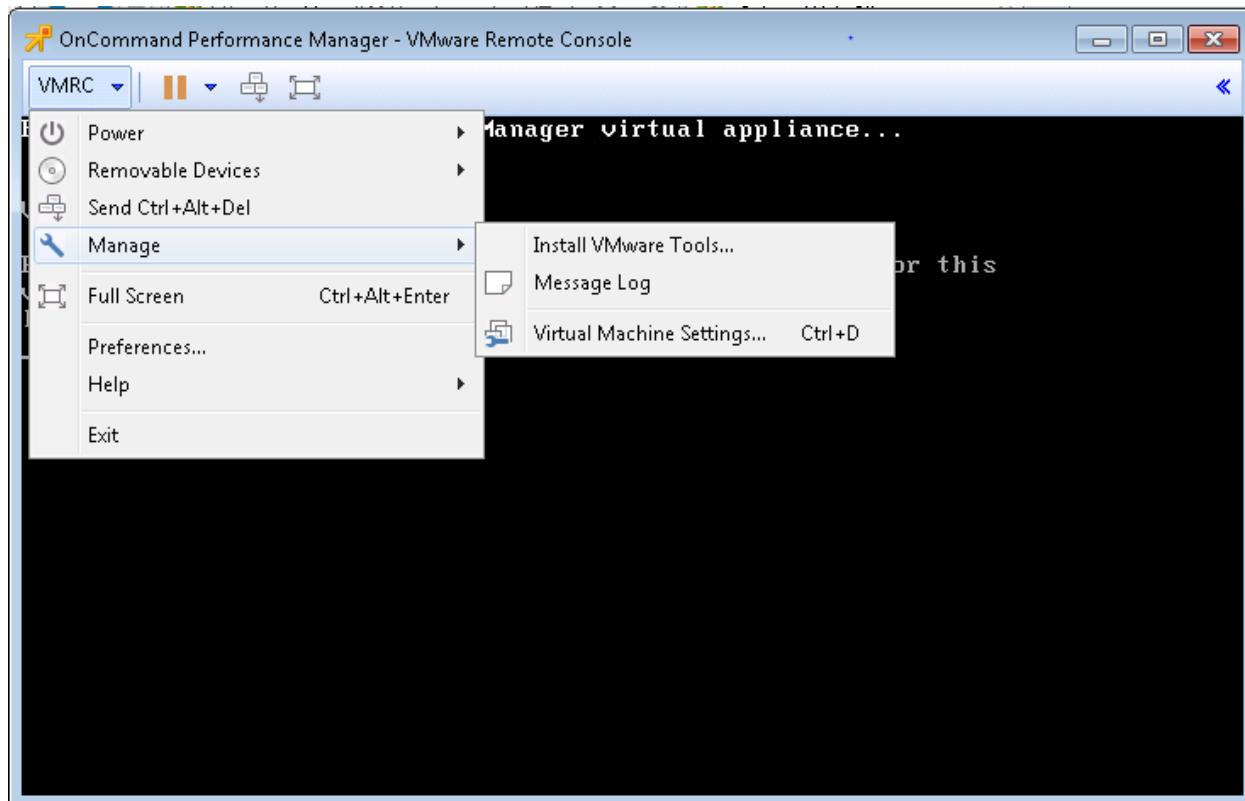 OnCommand Performance Manager - VMware Remote Console
VMRC
Manager virtual appliance...
Power
Removable Devices
Send Ctrl+Alt+Del
Manage
Install VMware Tools...
or this
Message Log
Full Screen Ctrl+Alt+Enter
Virtual Machine Settings... Ctrl+D
Preferences...
Help
Exit